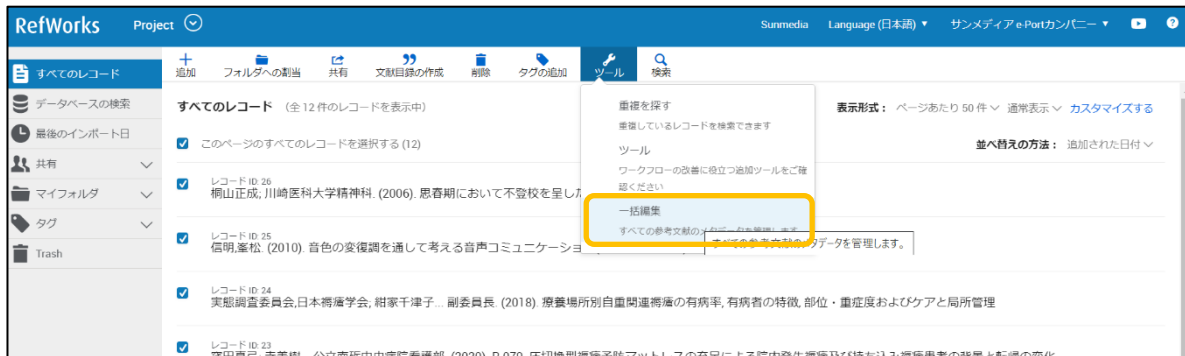 RefWorks Project
Sunmedia Language (日本語) ▼ サンメディア e-Portカンパニー ▼ ?
すべてのレコード
データベースの検索
最後のインポート日
共有
マイフォルダ
タグ
Trash
追加 フォルダへの割当 共有 文献目録の作成 削除 タグの追加 ツール 検索
すべてのレコード (全 12 件のレコードを表示中)
表示形式： ページあたり 50 件 通常表示 カスタマイズする
このページのすべてのレコードを選択する (12)
並べ替えの方法： 追加された日付
重複を探す
重複しているレコードを検索できます
ツール
ワークフローの改善に役立つ追加ツールをご確
認ください
一括編集
すべての参考文献のメタデータを管理します
すべての参考文献のメタデータを管理します。
レコード ID: 26
桐山正成; 川崎医科大学精神科. (2006). 思春期において不登校を呈した
レコード ID: 25
信明,峯松. (2010). 音色の変復調を通して考える音声コミュニケーショ
レコード ID: 24
実態調査委員会,日本褥瘡学会; 紺家千津子... 副委員長. (2018). 療養場所別自重関連褥瘡の有病率, 有病者の特徴, 部位・重症度およびケアと局所管理
レコード ID: 23